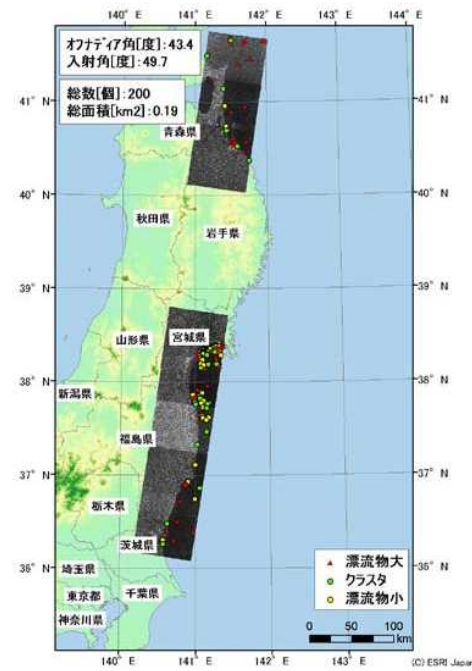 140° E 141° E 142° E 143° E 144° E
オフナディア角[度]:43.4
入射角[度]:49.7
総数[個]:200
総面積[km2]:0.19
41° N 41° N
青森県
40° N 40° N
秋田県
岩手県
39° N 39° N
山形県
宮城県
38° N 38° N
新潟県
福島県
37° N 37° N
栃木県
茨城県
36° N 36° N
埼玉県
東京都
千葉県
神奈川県
漂流物大
クラスタ
漂流物小
0 50 100
km
140° E 141° E 142° E 143° E
(C) ESRI Japan